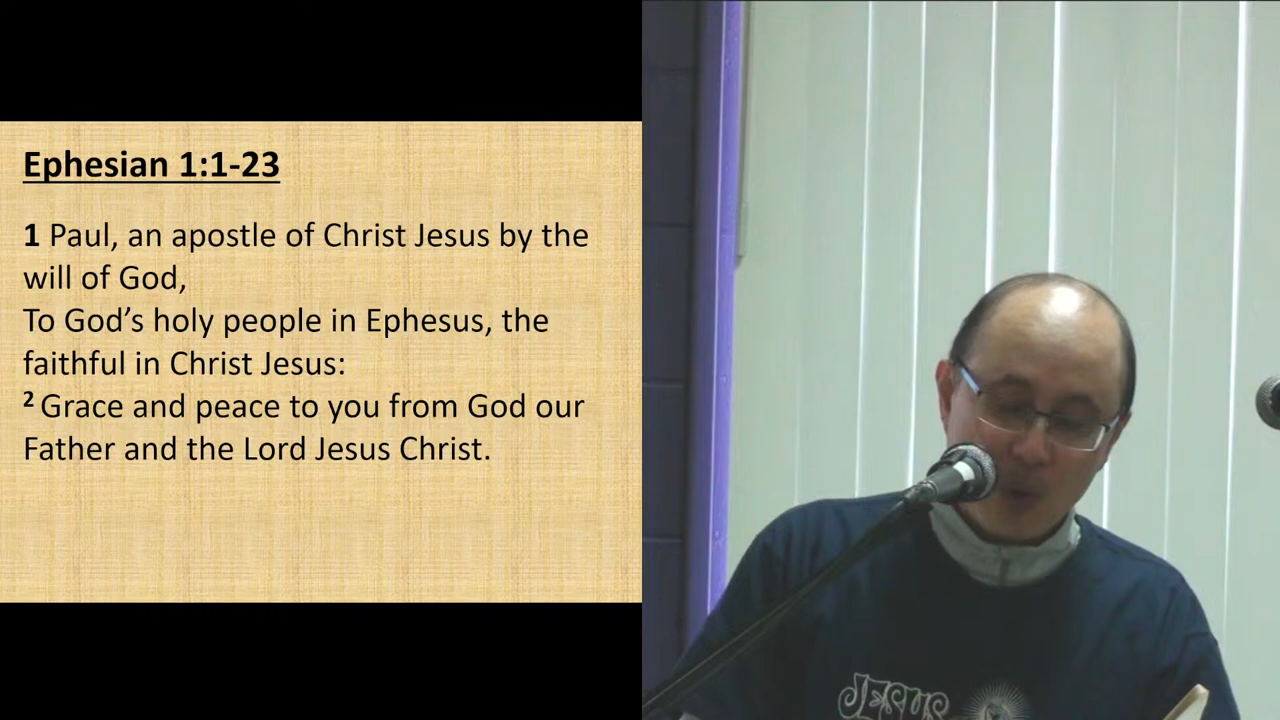 Ephesian 1:1-23
1 Paul, an apostle of Christ Jesus by the
will of God,
To God’s holy people in Ephesus, the
faithful in Christ Jesus:
2 Grace and peace to you from God our
Father and the Lord Jesus Christ.
JESUS